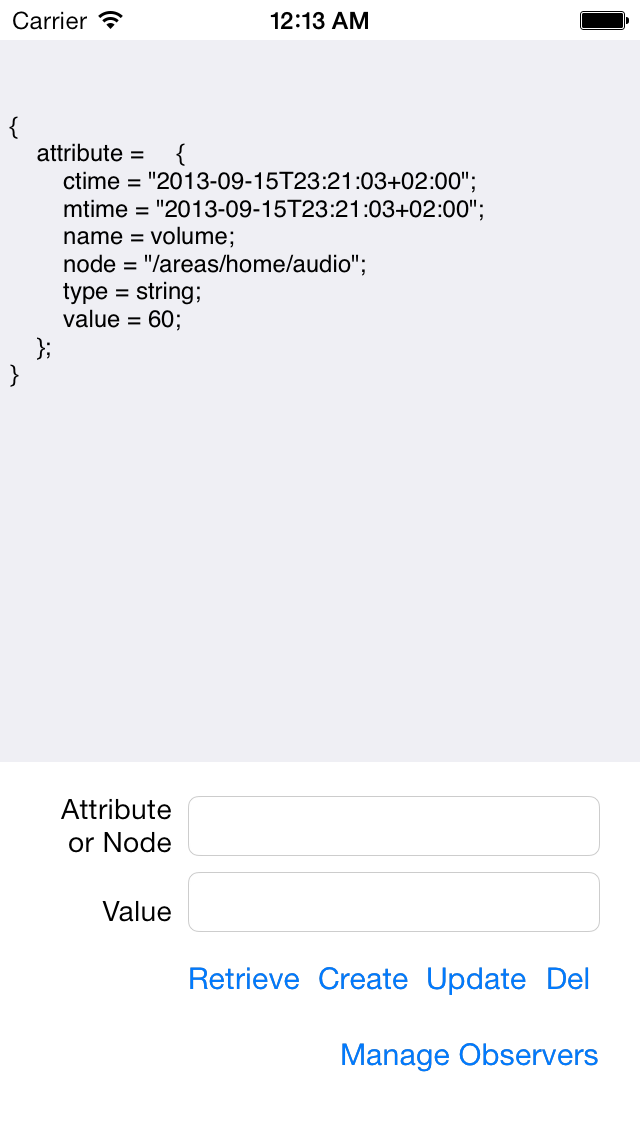 Carrier 12:13 AM
{
attribute = {
ctime = "2013-09-15T23:21:03+02:00";
mtime = "2013-09-15T23:21:03+02:00";
name = volume;
node = "/areas/home/audio";
type = string;
value = 60;
};
}
Attribute
or Node
Value
Retrieve Create Update Del
Manage Observers